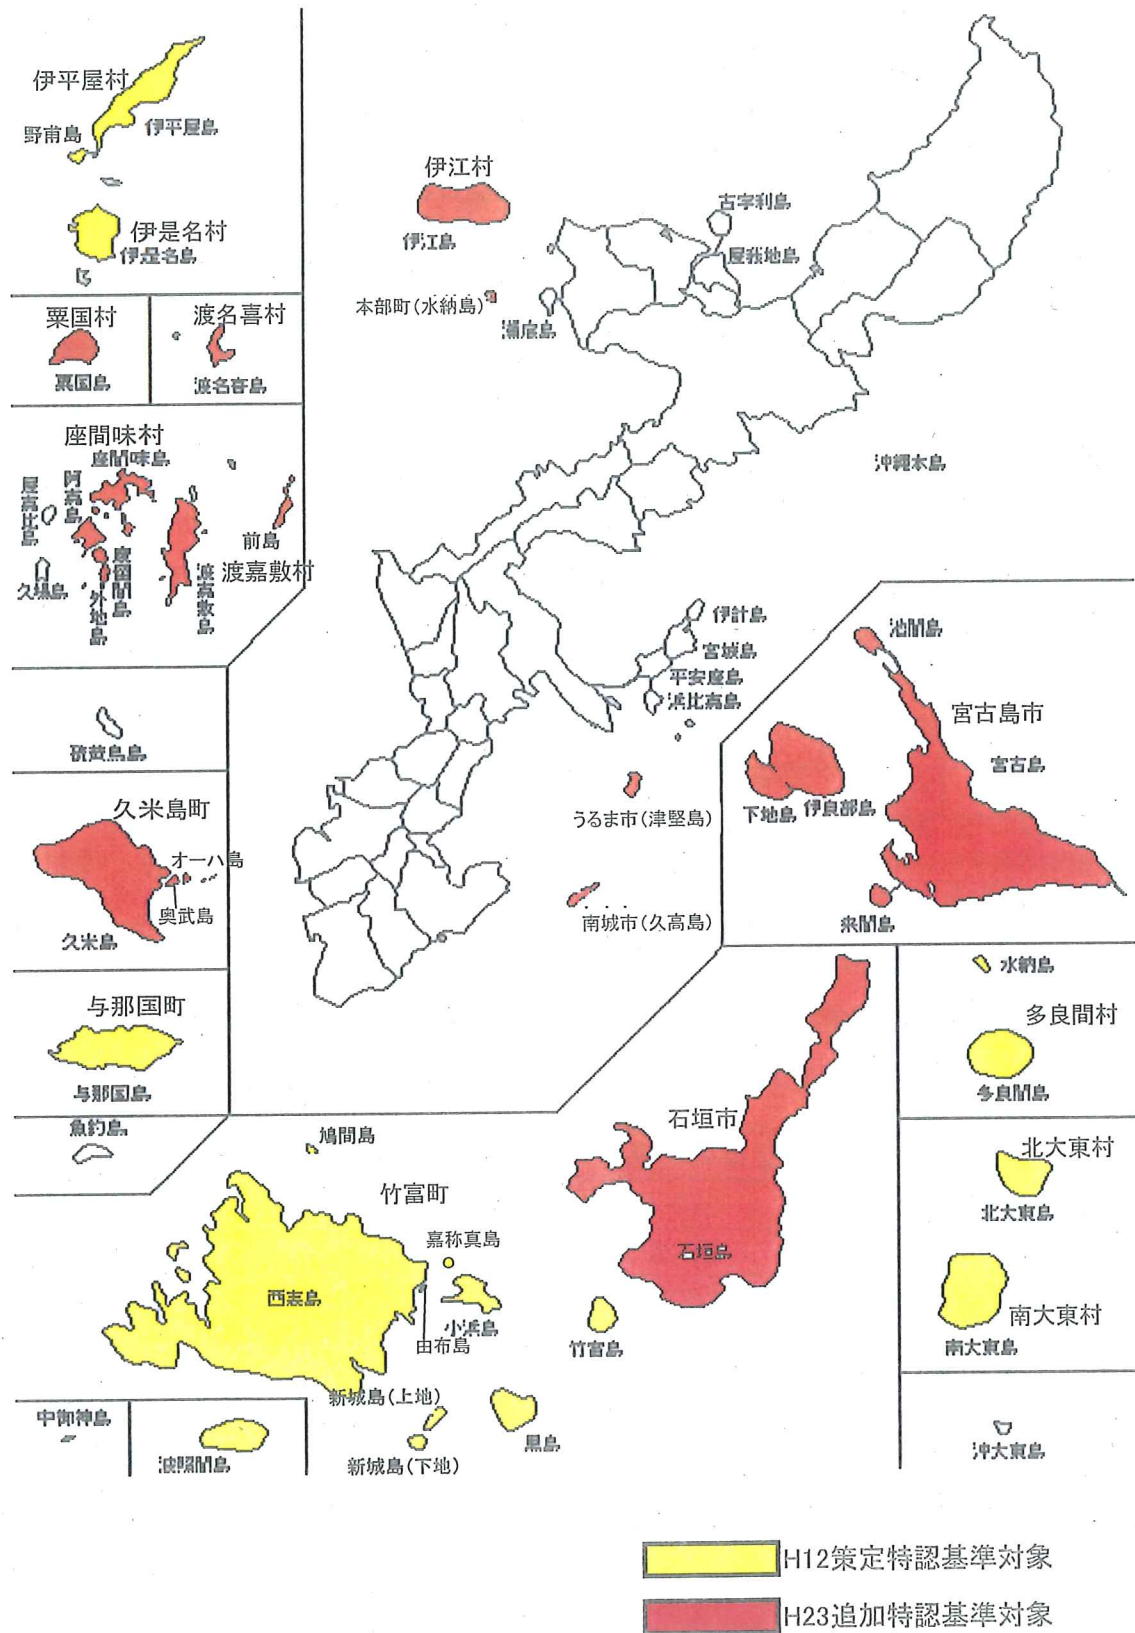 伊平屋村
野甫島
伊平屋島
伊是名村
伊是名島
伊江村
伊江島
古宇利島
屋我地島
本部町(水納島)
瀬底島
粟国村
粟国島
渡名喜村
渡名喜島
座間味村
座間味島
阿嘉島
屋嘉比島
久場島
外地島
慶留間島
前島
渡嘉敷村
渡嘉敷島
沖縄本島
伊計島
宮城島
平安座島
浜比嘉島
硫黄鳥島
久米島町
オーハ島
奥武島
久米島
うるま市(津堅島)
南城市(久高島)
池間島
宮古島市
宮古島
下地島
伊良部島
来間島
与那国町
与那国島
魚釣島
水納島
多良間村
多良間島
石垣市
石垣島
北大東村
北大東島
南大東村
南大東島
沖大東島
鳩間島
竹富町
嘉称真島
西表島
小浜島
由布島
竹富島
新城島(上地)
新城島(下地)
黒島
中御神島
波照間島
H12策定特認基準対象
H23追加特認基準対象